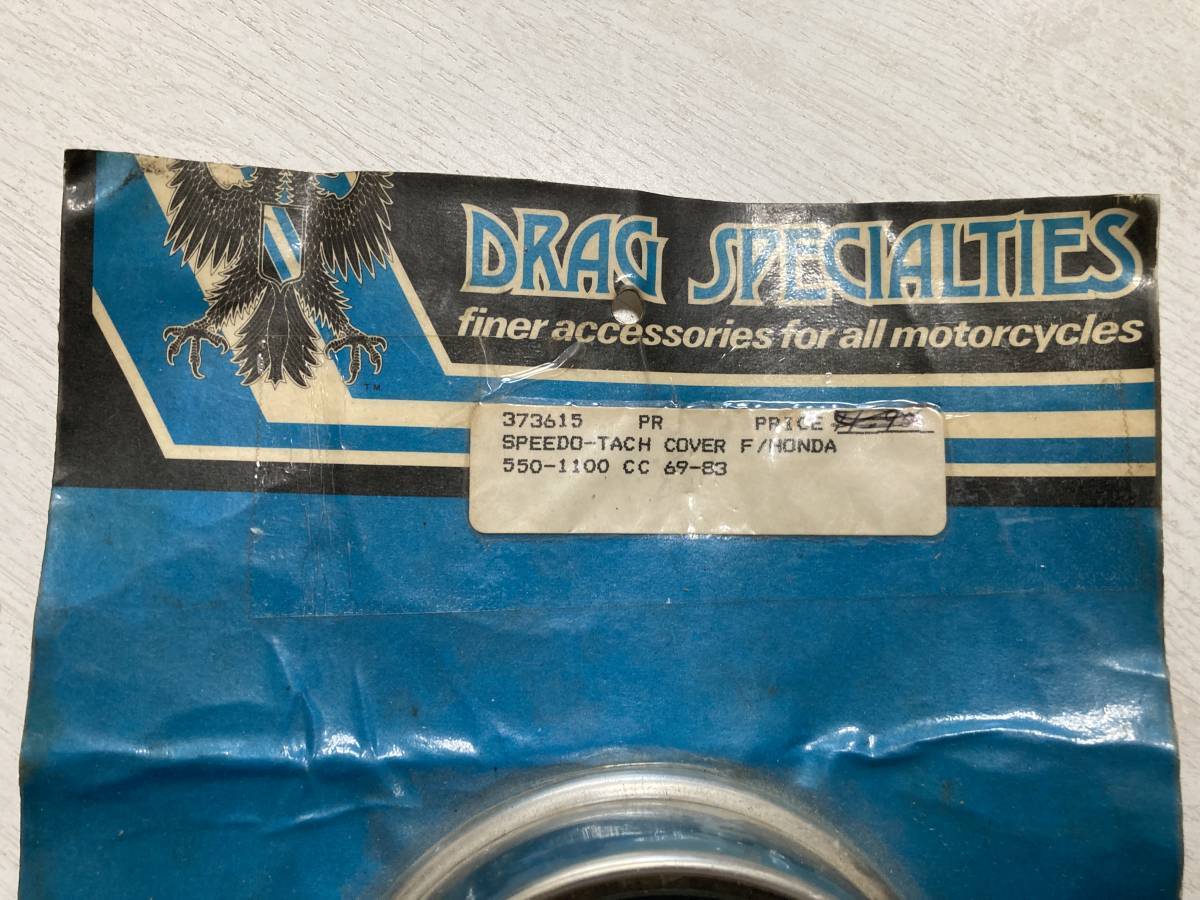 DRAG SPECIALTIES
finer accessories for all motorcycles
TM
373615 PR PRICE
SPEEDO-TACH COVER F/HONDA
550-1100 CC 69-83